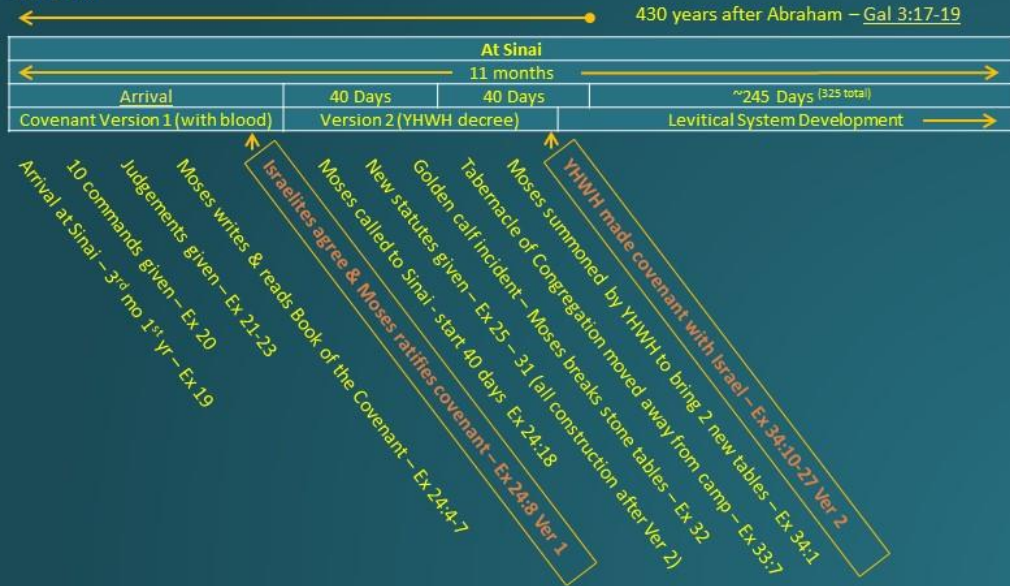 430 years after Abraham – Gal 3:17-19
At Sinai
11 months
Arrival
40 Days
40 Days
~245 Days (325 total)
Covenant Version 1 (with blood)
Version 2 (YHWH decree)
Levitical System Development
Arrival at Sinai – 3rd mo 1st yr – Ex 19
10 commands given – Ex 20
Judgements given – Ex 21-23
Moses writes & reads Book of the Covenant – Ex 24:4-7
Israelites agree & Moses ratifies covenant – Ex 24:8 Ver 1
Moses called to Sinai - start 40 days Ex 24:18
New statutes given – Ex 25 – 31 (all construction after Ver 2)
Golden calf incident – Moses breaks stone tables – Ex 32
Tabernacle of Congregation moved away from camp – Ex 33:7
Moses summoned by YHWH to bring 2 new tables – Ex 34:1
YHWH made covenant with Israel – Ex 34:10-27 Ver 2